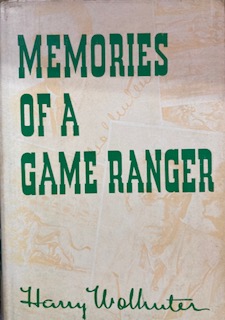 MEMORIES
OF A
GAME RANGER
Harry Wolhuter